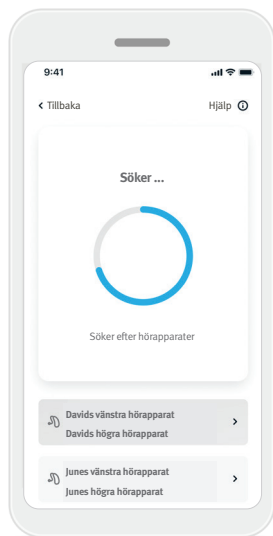 9:41
Tillbaka Hjälp
Söker ...
Söker efter hörapparater
Davids vänstra hörapparat
Davids högra hörapparat
Junes vänstra hörapparat
Junes högra hörapparat